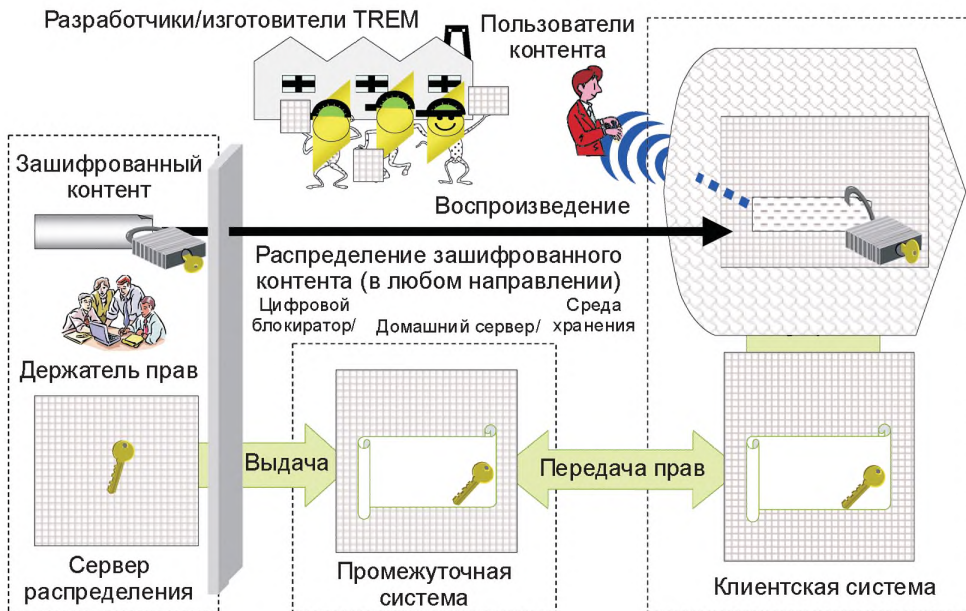 Разработчики/изготовители TREM
Пользователи
контента
Зашифрованный
контент
Воспроизведение
Распределение зашифрованного
контента (в любом направлении)
Цифровой
блокиратор/
Домашний сервер/
Среда
хранения
Держатель прав
Выдача
Передача прав
Сервер
распределения
Промежуточная
система
Клиентская система